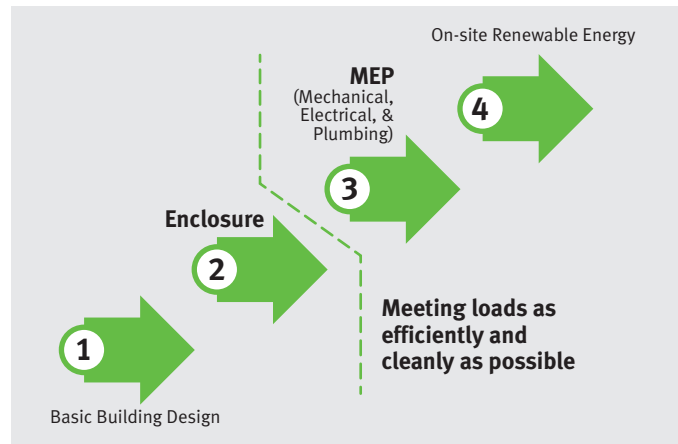 On-site Renewable Energy
4
MEP
(Mechanical,
Electrical, &
Plumbing)
3
Enclosure
2
Meeting loads as
efficiently and
cleanly as possible
1
Basic Building Design